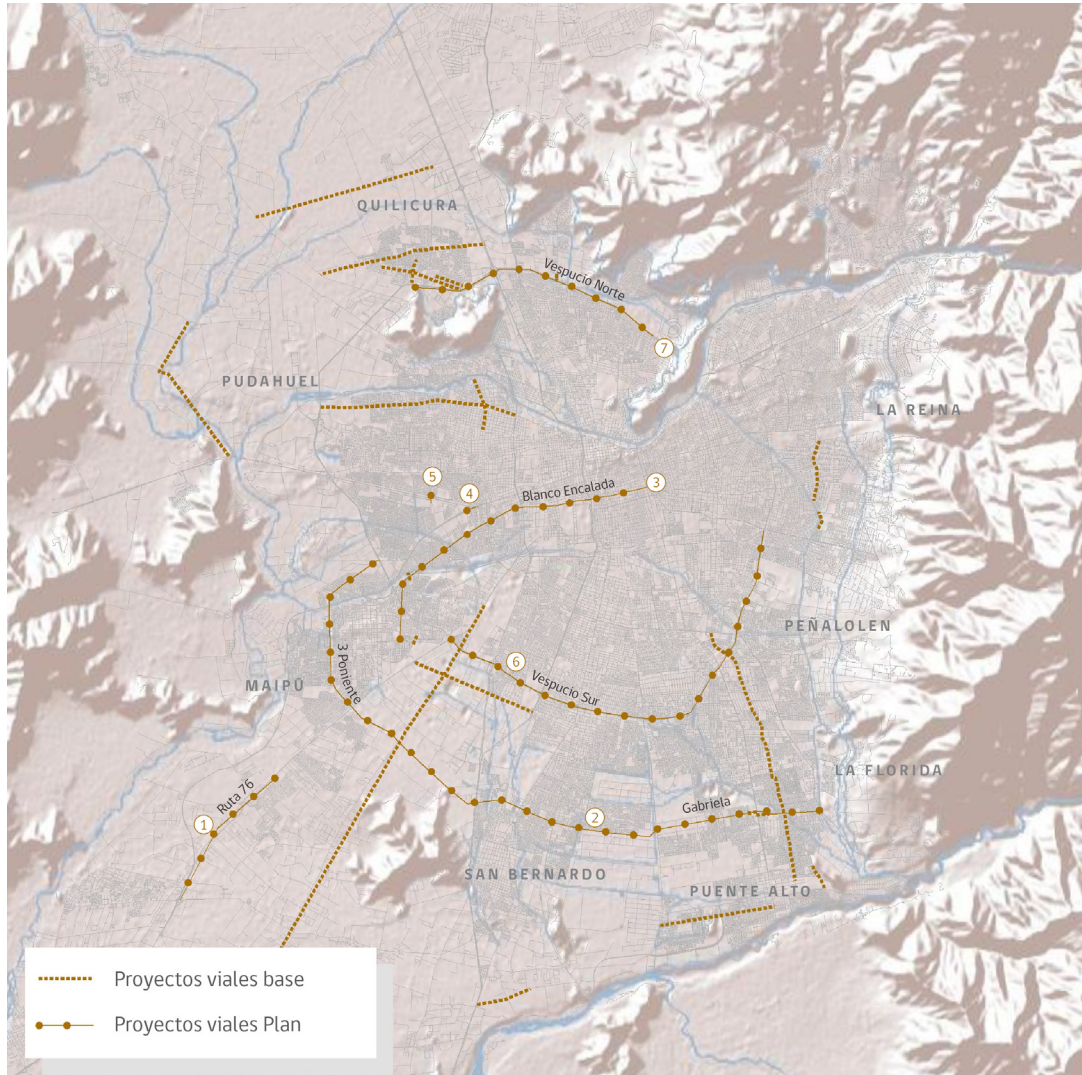 QUILICURA
Vespucio Norte
7
PUDAHUEL
LA REINA
5
4
Blanco Encalada
3
PEÑALOLEN
3 Poniente
6
Vespucio Sur
MAIPÚ
LA FLORIDA
Ruta 76
1
Gabriela
2
SAN BERNARDO
PUENTE ALTO
Proyectos viales base
Proyectos viales Plan